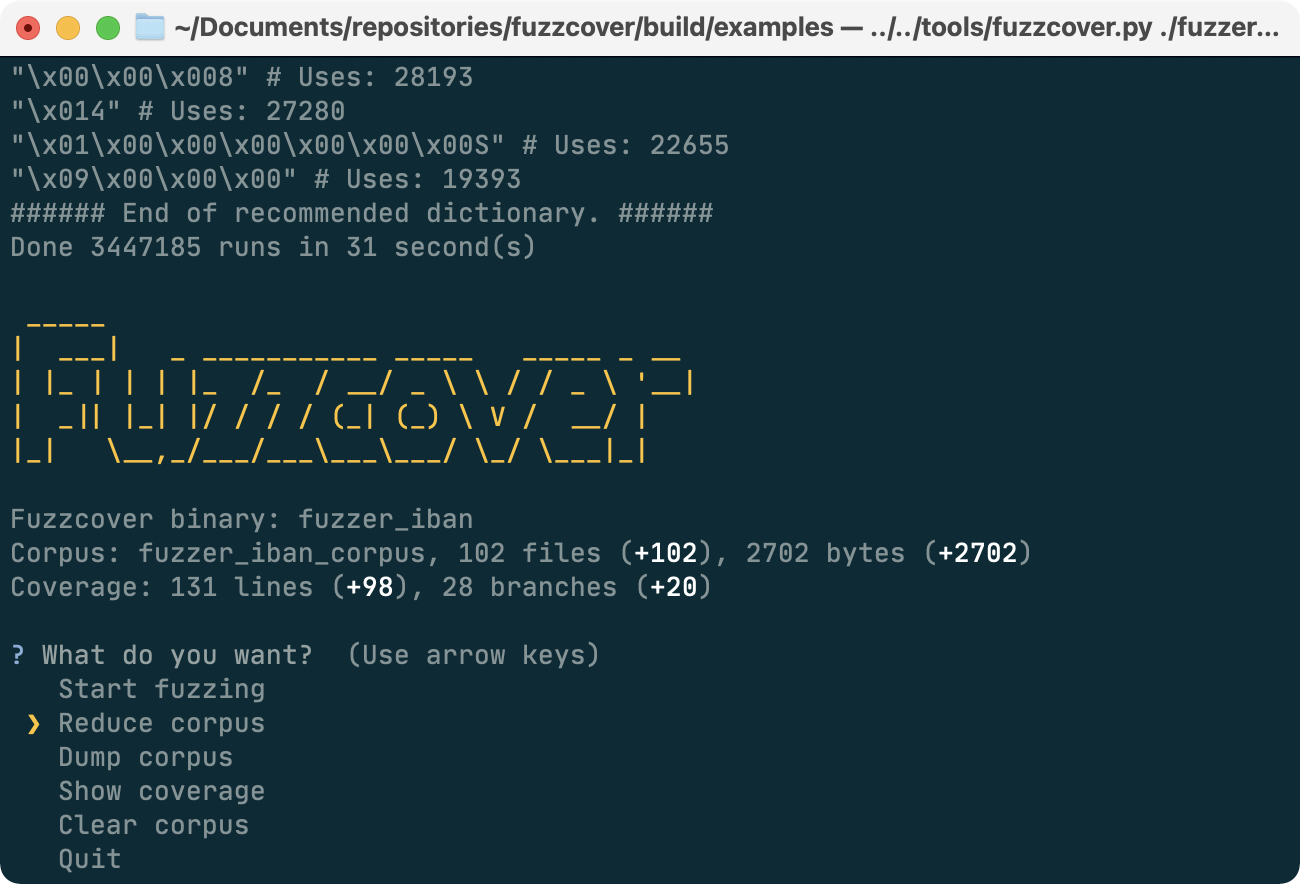 ~/Documents/repositories/fuzzcover/build/examples — ../../tools/fuzzcover.py ./fuzzer...
"\x00\x00\x008" # Uses: 28193
"\x014" # Uses: 27280
"\x01\x00\x00\x00\x00\x00\x00S" # Uses: 22655
"\x09\x00\x00\x00" # Uses: 19393
###### End of recommended dictionary. ######
Done 3447185 runs in 31 second(s)
Fuzzcover
Fuzzcover binary: fuzzer_iban
Corpus: fuzzer_iban_corpus, 102 files (+102), 2702 bytes (+2702)
Coverage: 131 lines (+98), 28 branches (+20)
? What do you want?  (Use arrow keys)
Start fuzzing
❯ Reduce corpus
Dump corpus
Show coverage
Clear corpus
Quit